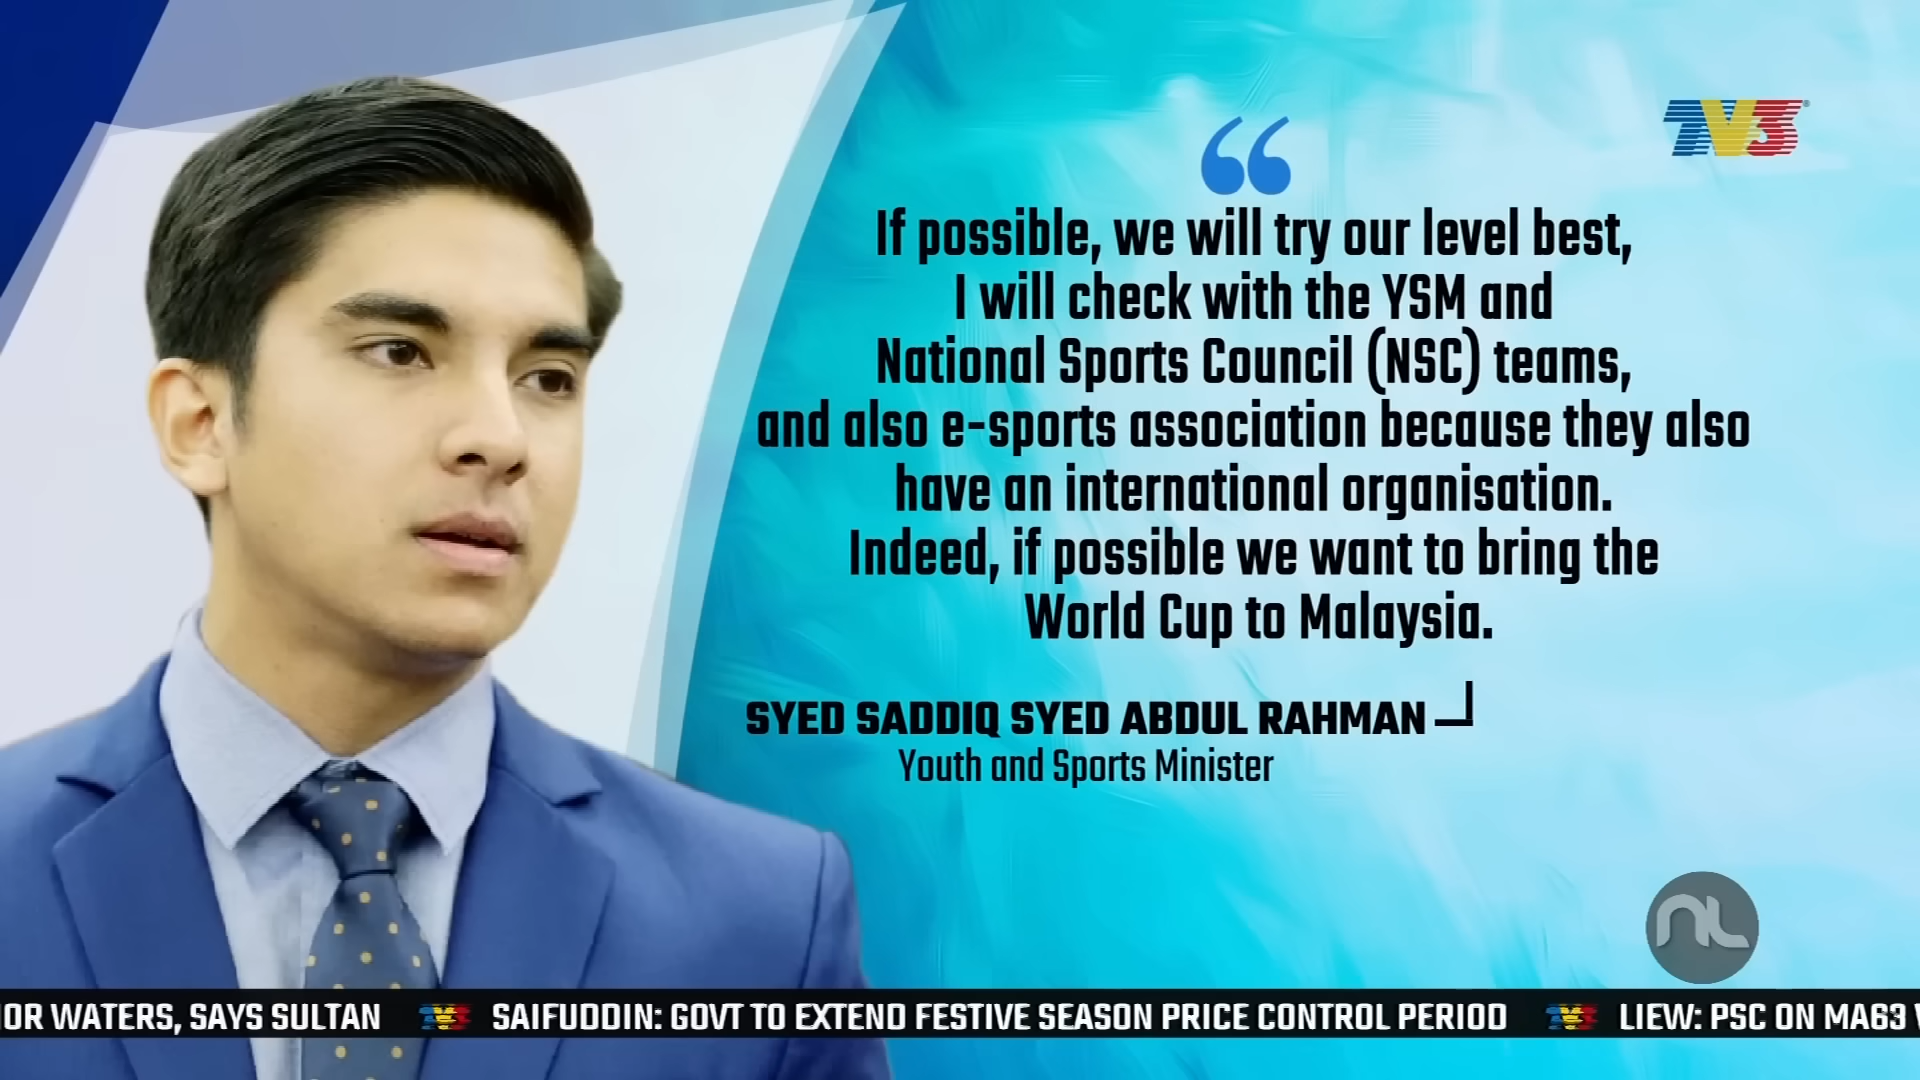 TV3
If possible, we will try our level best,
I will check with the YSM and
National Sports Council (NSC) teams,
and also e-sports association because they also
have an international organisation.
Indeed, if possible we want to bring the
World Cup to Malaysia.
SYED SADDIQ SYED ABDUL RAHMAN
Youth and Sports Minister
NL
WATERS, SAYS SULTAN TV3 SAIFUDDIN: GOVT TO EXTEND FESTIVE SEASON PRICE CONTROL PERIOD TV3 LIEW: PSC ON MA63